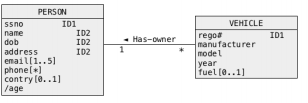 PERSON
ssno ID1
name ID2
dob ID2
address ID2
email[1..5]
phone[*]
contry[0..1]
/age
◄ Has-owner
1 *
VEHICLE
rego# ID1
manufacturer
model
year
fuel[0..1]